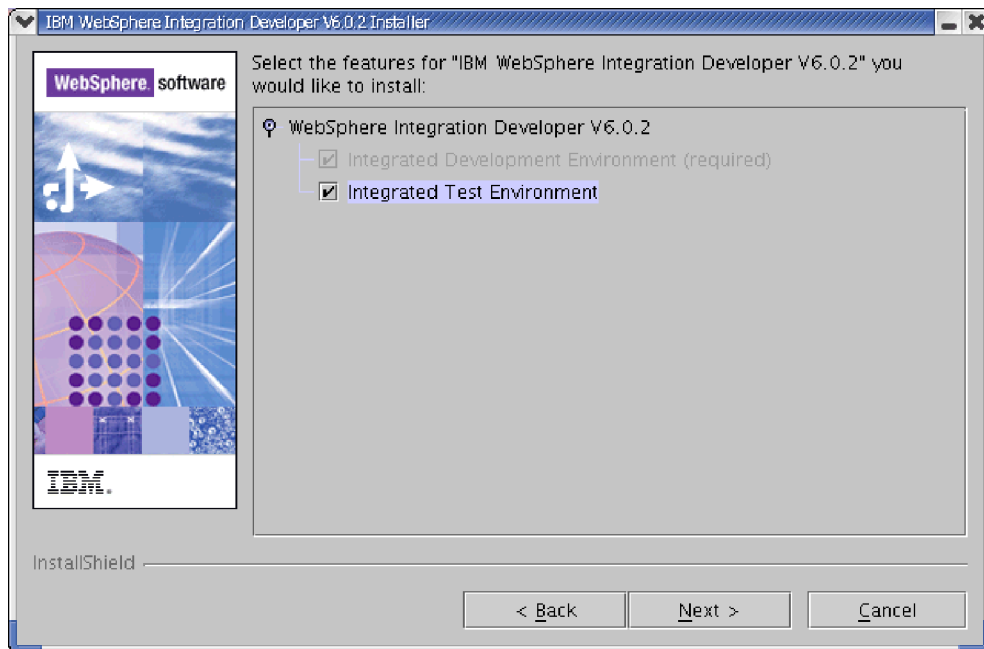 IBM WebSphere Integration Developer V6.0.2 Installer
WebSphere. software
Select the features for "IBM WebSphere Integration Developer V6.0.2" you
would like to install:
WebSphere Integration Developer V6.0.2
Integrated Development Environment (required)
Integrated Test Environment
IBM.
InstallShield
< Back
Next >
Cancel